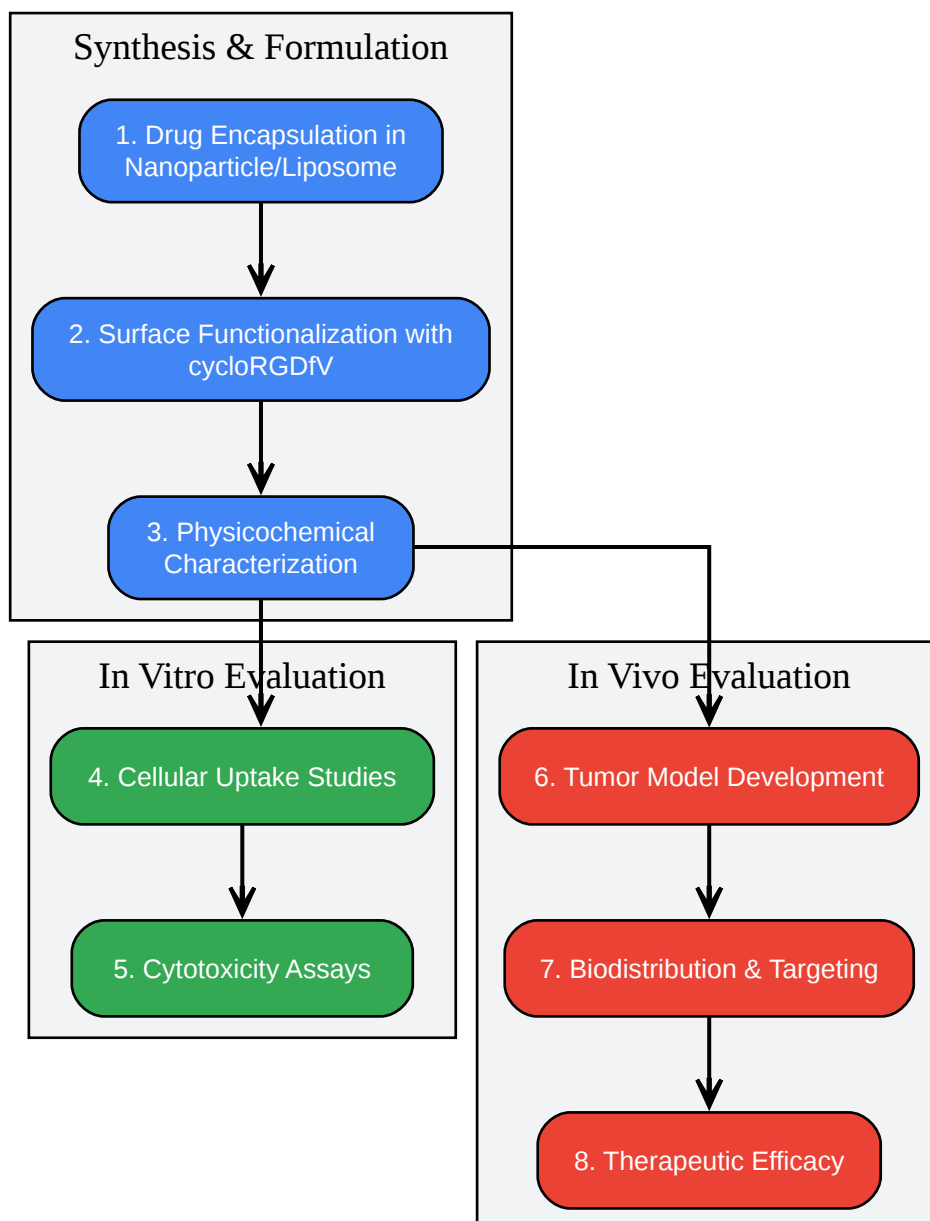 Synthesis & Formulation
1. Drug Encapsulation in
Nanoparticle/Liposome
2. Surface Functionalization with
cycloRGDfV
3. Physicochemical
Characterization
In Vitro Evaluation
4. Cellular Uptake Studies
5. Cytotoxicity Assays
In Vivo Evaluation
6. Tumor Model Development
7. Biodistribution & Targeting
8. Therapeutic Efficacy